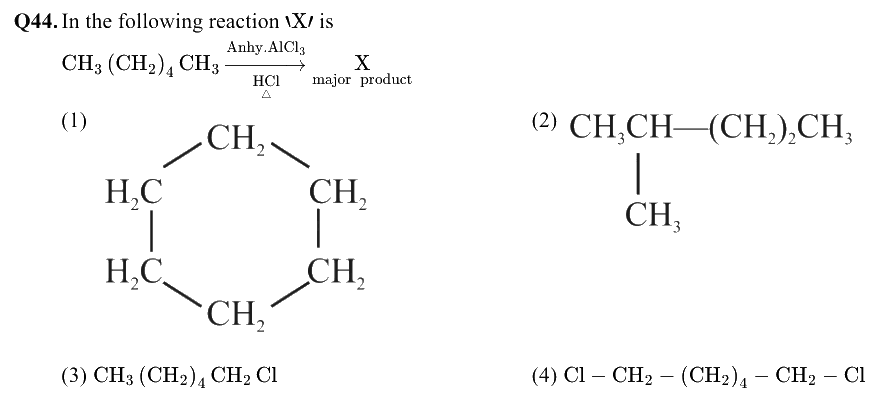 Q44. In the following reaction \X/ is
CH₃ (CH₂)₄ CH₃ Anhy.AlCl₃ X
HCl major product
△
(1)
CH₂
H₂C CH₂
H₂C CH₂
CH₂
(2) CH₃CH—(CH₂)₂CH₃
CH₃
(3) CH₃ (CH₂)₄ CH₂ Cl
(4) Cl − CH₂ − (CH₂)₄ − CH₂ − Cl